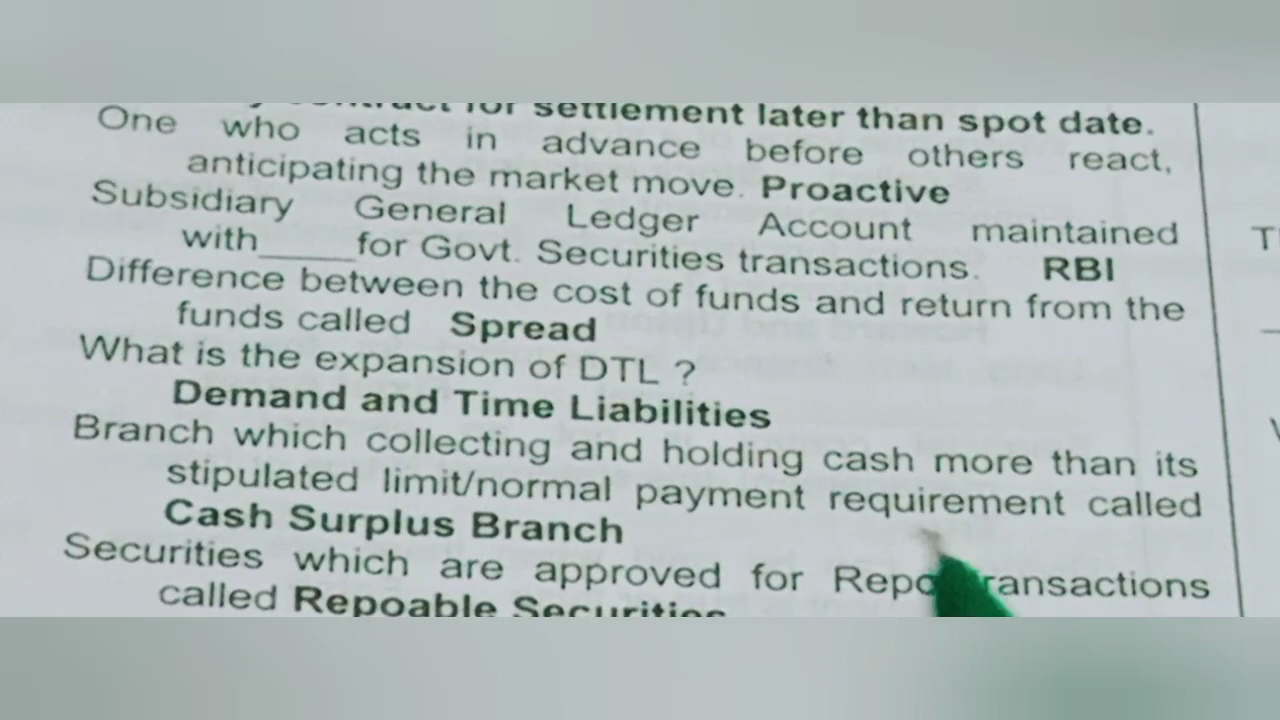 contract for settlement later than spot date.
One who acts in advance before others react,
anticipating the market move. Proactive
Subsidiary General Ledger Account maintained
with_____for Govt. Securities transactions. RBI
Difference between the cost of funds and return from the
funds called Spread
What is the expansion of DTL ?
Demand and Time Liabilities
Branch which collecting and holding cash more than its
stipulated limit/normal payment requirement called
Cash Surplus Branch
Securities which are approved for Repo ransactions
called Repoable Securities